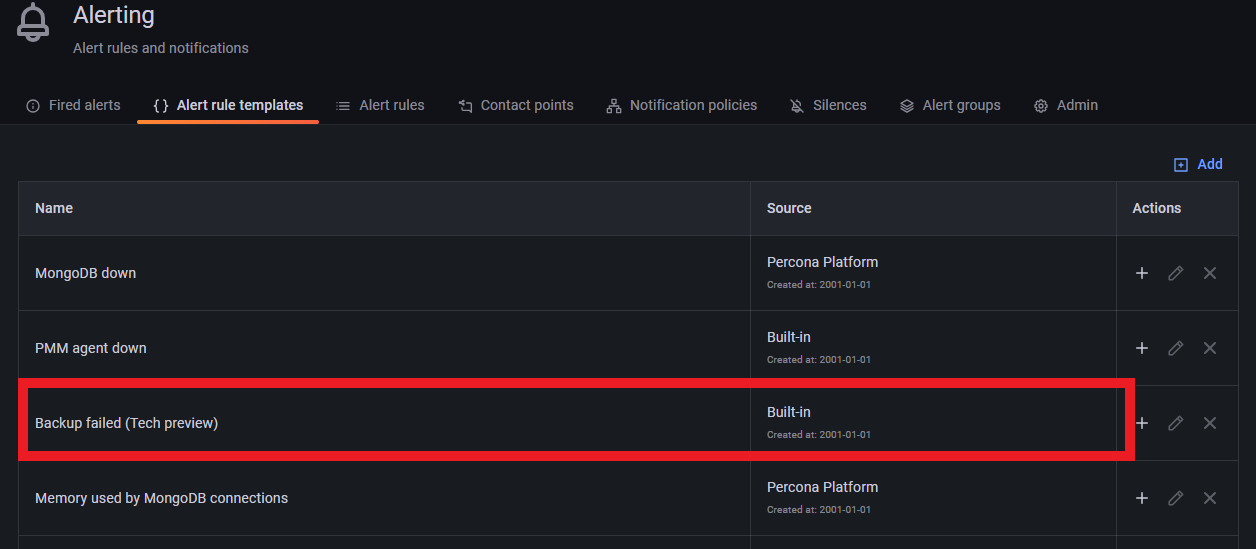 Alerting
Alert rules and notifications
Fired alerts
Alert rule templates
Alert rules
Contact points
Notification policies
Silences
Alert groups
Admin
Add
Name
Source
Actions
MongoDB down
Percona Platform
Created at: 2001-01-01
PMM agent down
Built-in
Created at: 2001-01-01
Backup failed (Tech preview)
Built-in
Created at: 2001-01-01
Memory used by MongoDB connections
Percona Platform
Created at: 2001-01-01